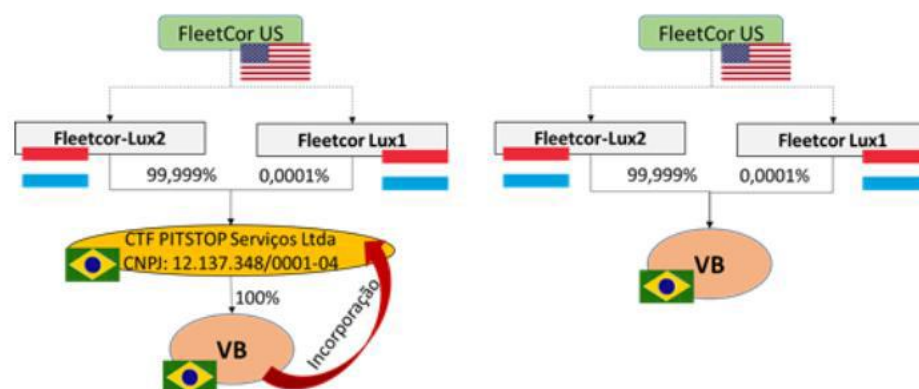 FleetCor US
Fleetcor-Lux2
Fleetcor Lux1
99,999%
0,0001%
CTF PITSTOP Serviços Ltda
CNPJ: 12.137.348/0001-04
100%
Incorporação
VB
FleetCor US
Fleetcor-Lux2
Fleetcor Lux1
99,999%
0,0001%
VB